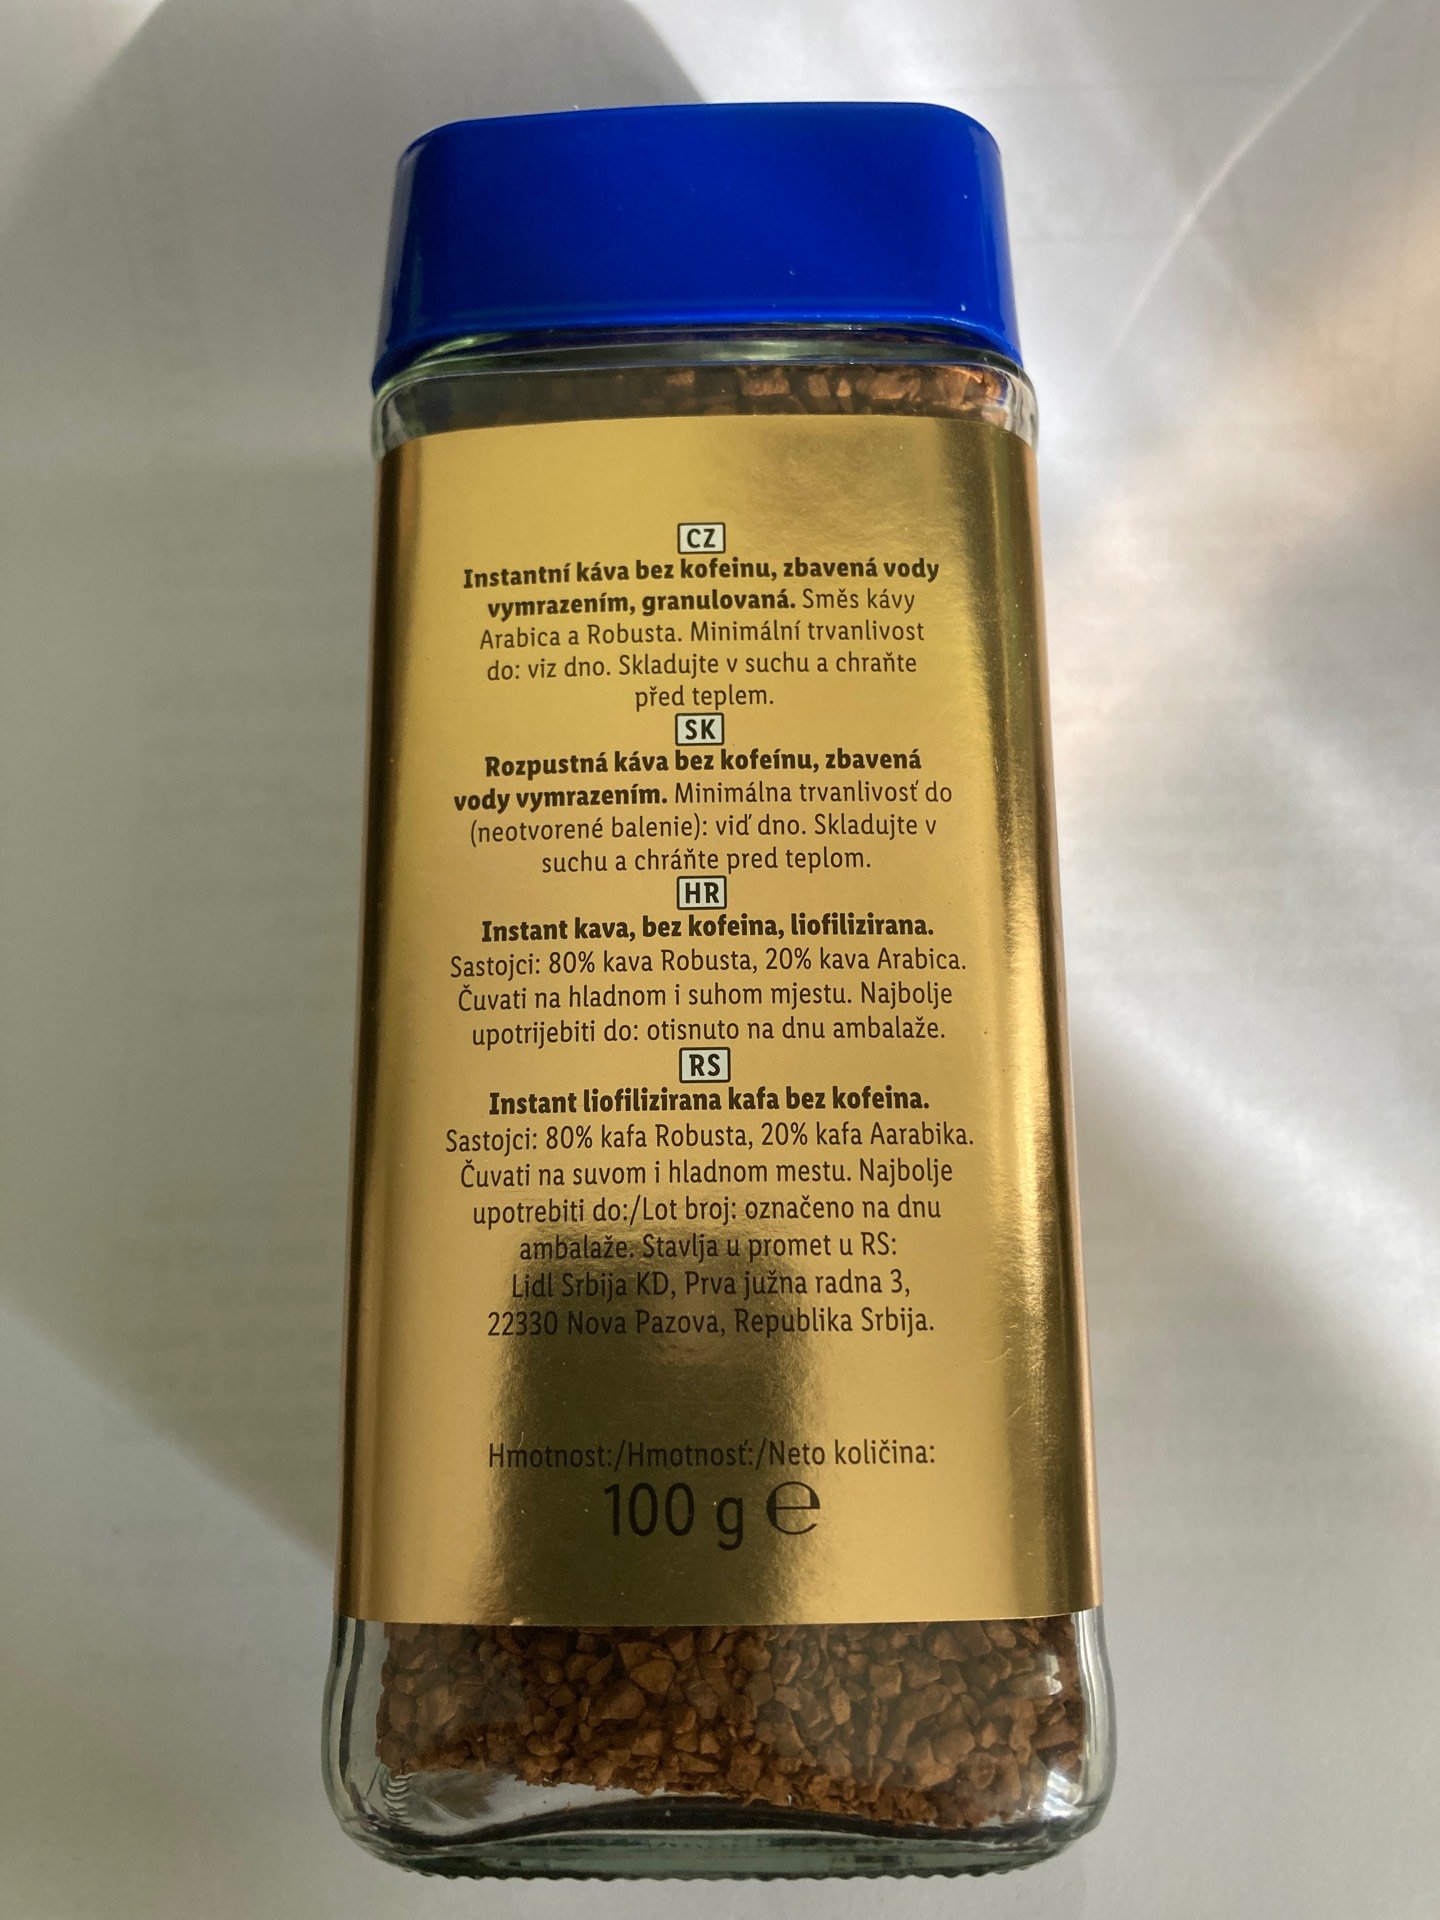 CZ
Instantní káva bez kofeinu, zbavená vody
vymrazením, granulovaná. Směs kávy
Arabica a Robusta. Minimální trvanlivost
do: viz dno. Skladujte v suchu a chraňte
před teplem.
SK
Rozpustná káva bez kofeínu, zbavená
vody vymrazením. Minimálna trvanlivosť do
(neotvorené balenie): viď dno. Skladujte v
suchu a chráňte pred teplom.
HR
Instant kava, bez kofeina, liofilizirana.
Sastojci: 80% kava Robusta, 20% kava Arabica.
Čuvati na hladnom i suhom mjestu. Najbolje
upotrijebiti do: otisnuto na dnu ambalaže.
RS
Instant liofilizirana kafa bez kofeina.
Sastojci: 80% kafa Robusta, 20% kafa Aarabika.
Čuvati na suvom i hladnom mestu. Najbolje
upotrebiti do:/Lot broj: označeno na dnu
ambalaže. Stavlja u promet u RS:
Lidl Srbija KD, Prva južna radna 3,
22330 Nova Pazova, Republika Srbija.
Hmotnost:/Hmotnosť:/Neto količina:
100 g ℮